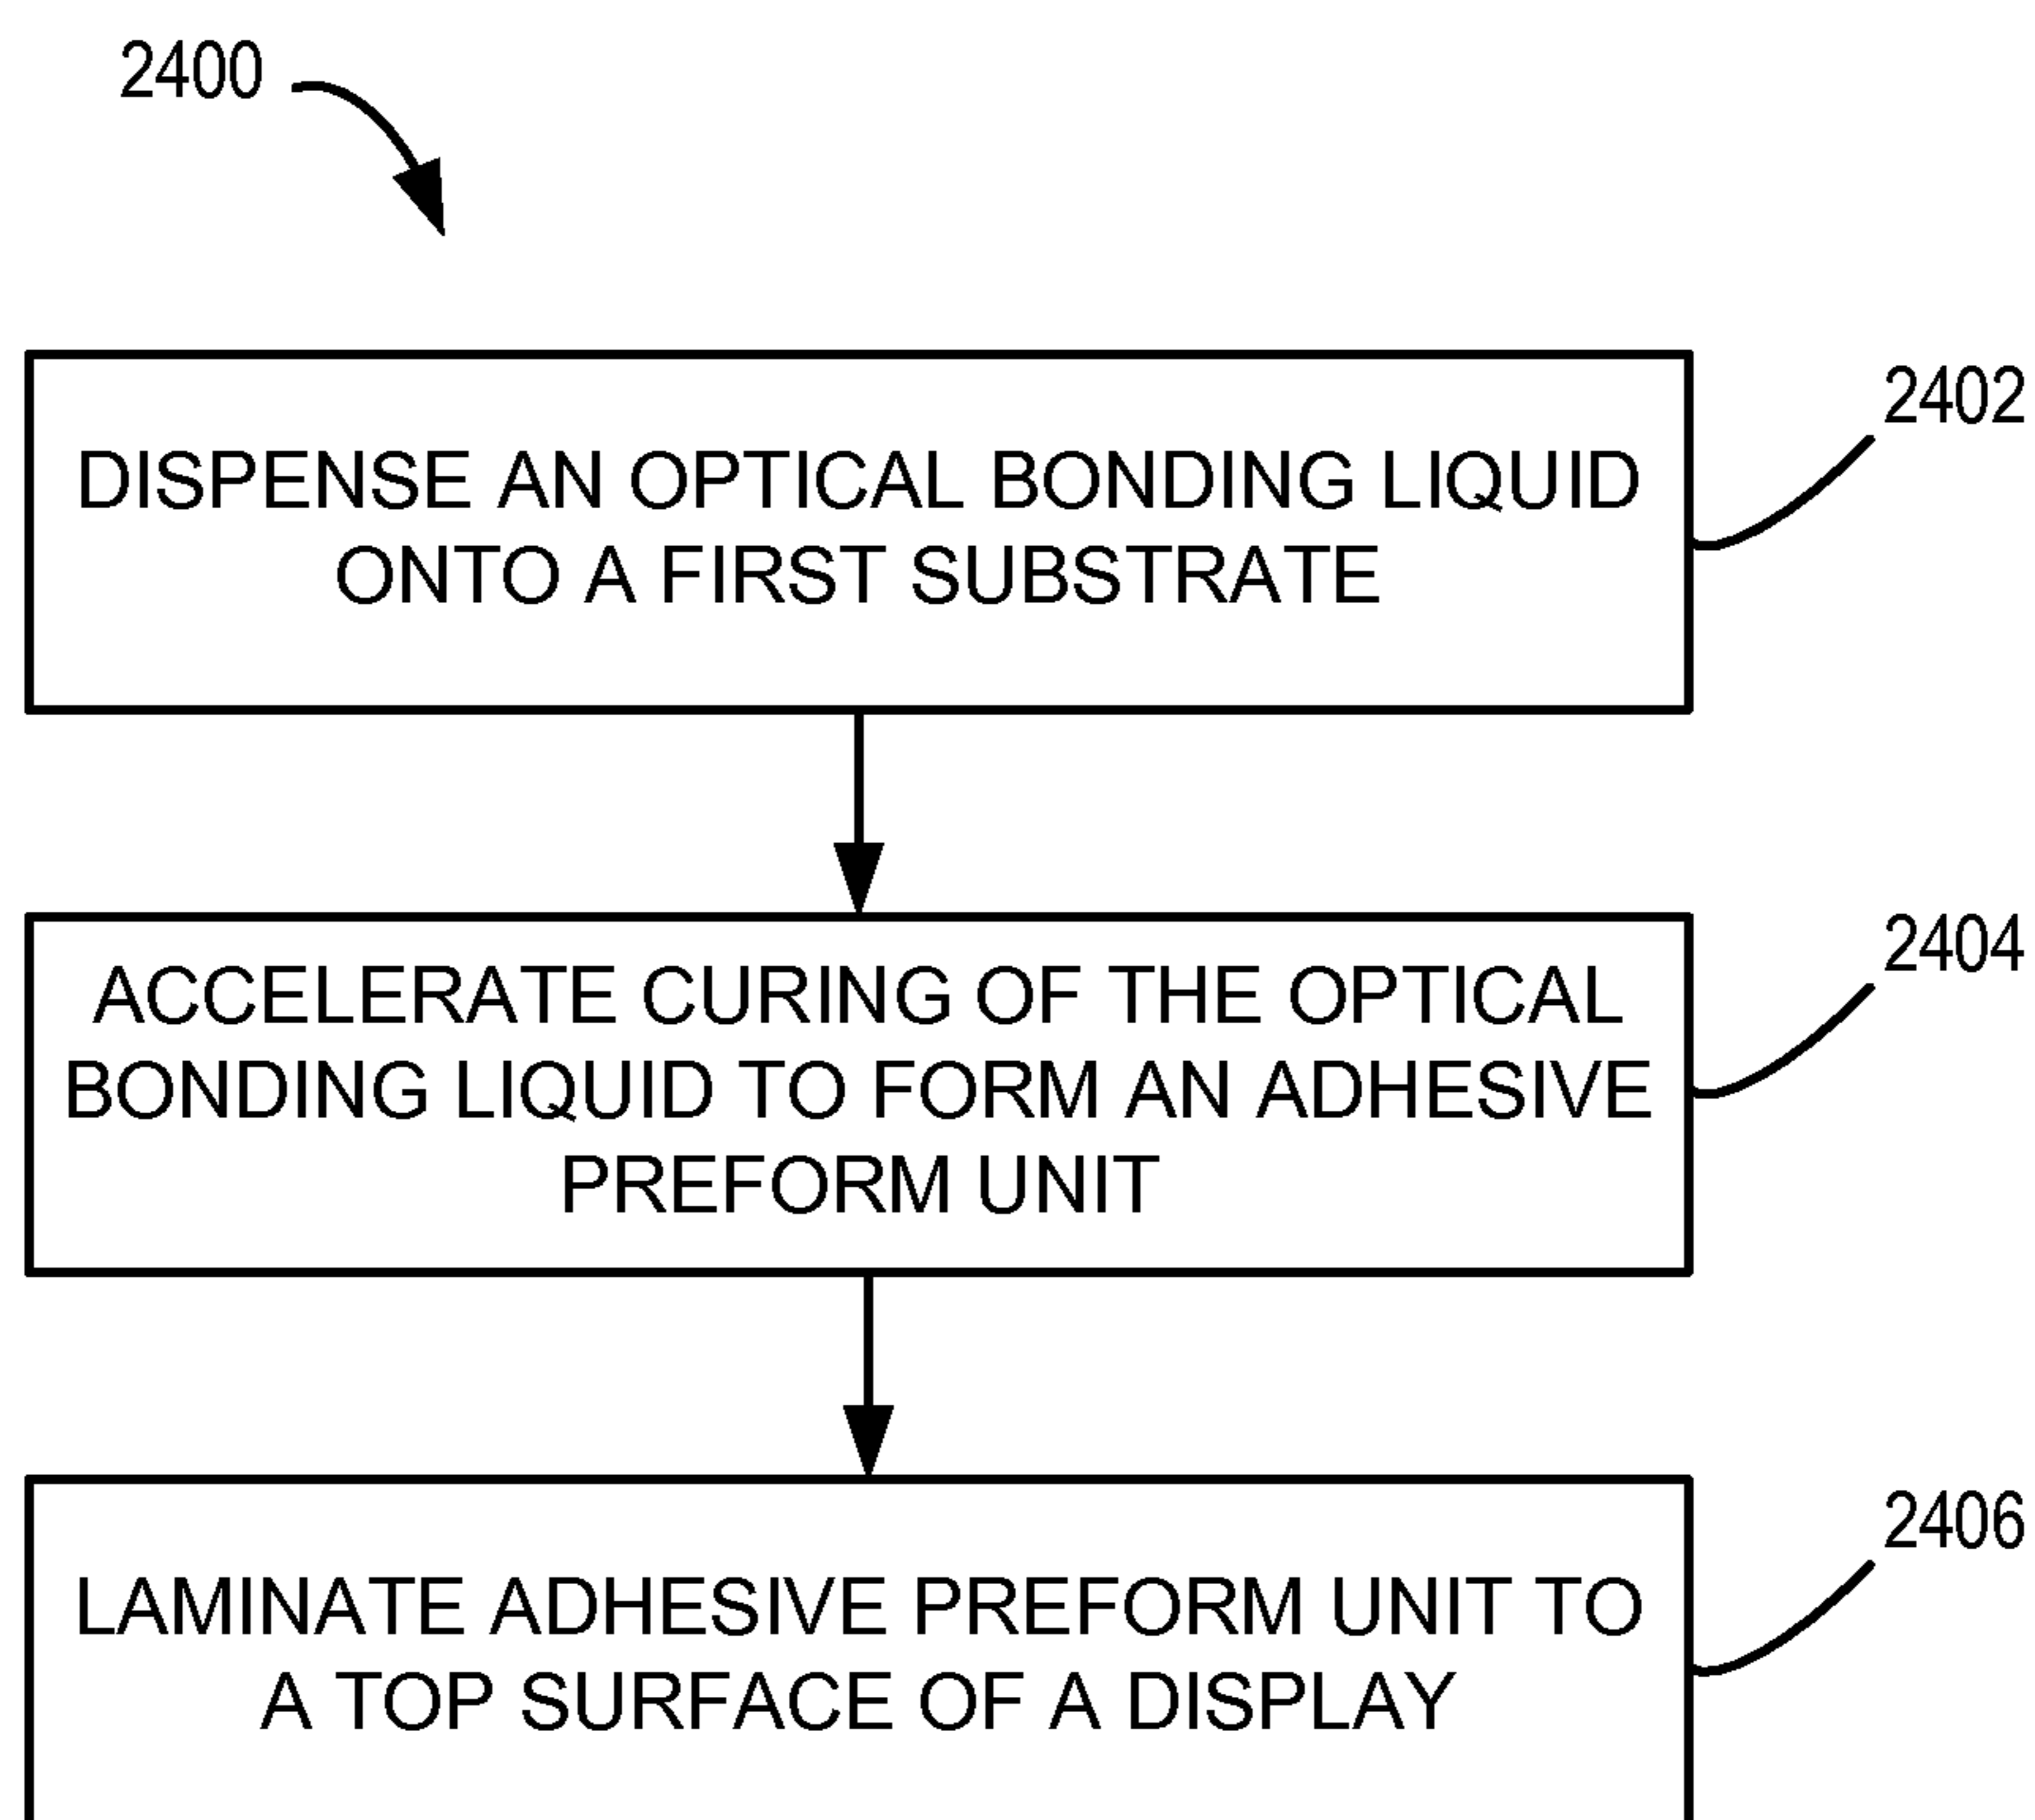 2400
2402
DISPENSE AN OPTICAL BONDING LIQUID
ONTO A FIRST SUBSTRATE
2404
ACCELERATE CURING OF THE OPTICAL
BONDING LIQUID TO FORM AN ADHESIVE
PREFORM UNIT
2406
LAMINATE ADHESIVE PREFORM UNIT TO
A TOP SURFACE OF A DISPLAY